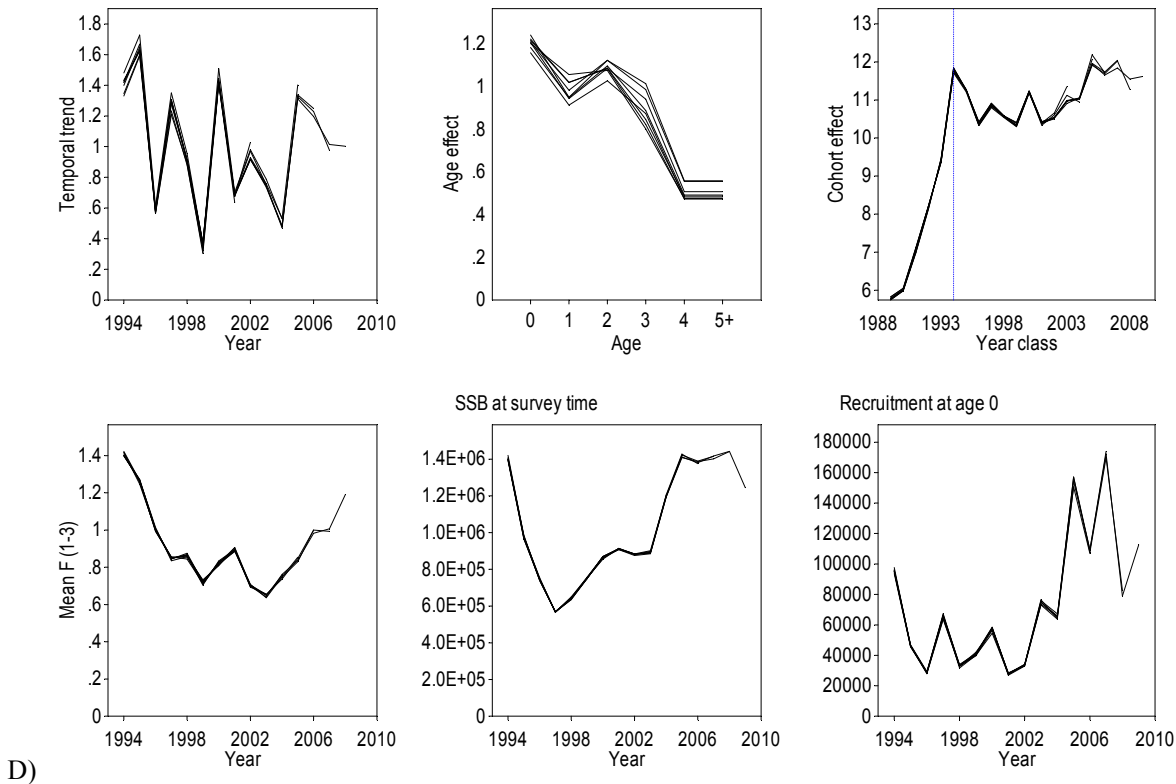 1.8
1.6
1.4
1.2
1
.8
.6
.4
.2
0
Temporal trend
1994 1998 2002 2006 2010
Year
1.2
1
.8
.6
.4
.2
0
Age effect
0 1 2 3 4 5+
Age
13
12
11
10
9
8
7
6
Cohort effect
1988 1993 1998 2003 2008
Year class
1.4
1.2
1
.8
.6
.4
.2
0
Mean F (1-3)
1994 1998 2002 2006 2010
Year
SSB at survey time
1.4E+06
1.2E+06
1.0E+06
8.0E+05
6.0E+05
4.0E+05
2.0E+05
0
1994 1998 2002 2006 2010
Year
Recruitment at age 0
180000
160000
140000
120000
100000
80000
60000
40000
20000
0
1994 1998 2002 2006 2010
Year
D)